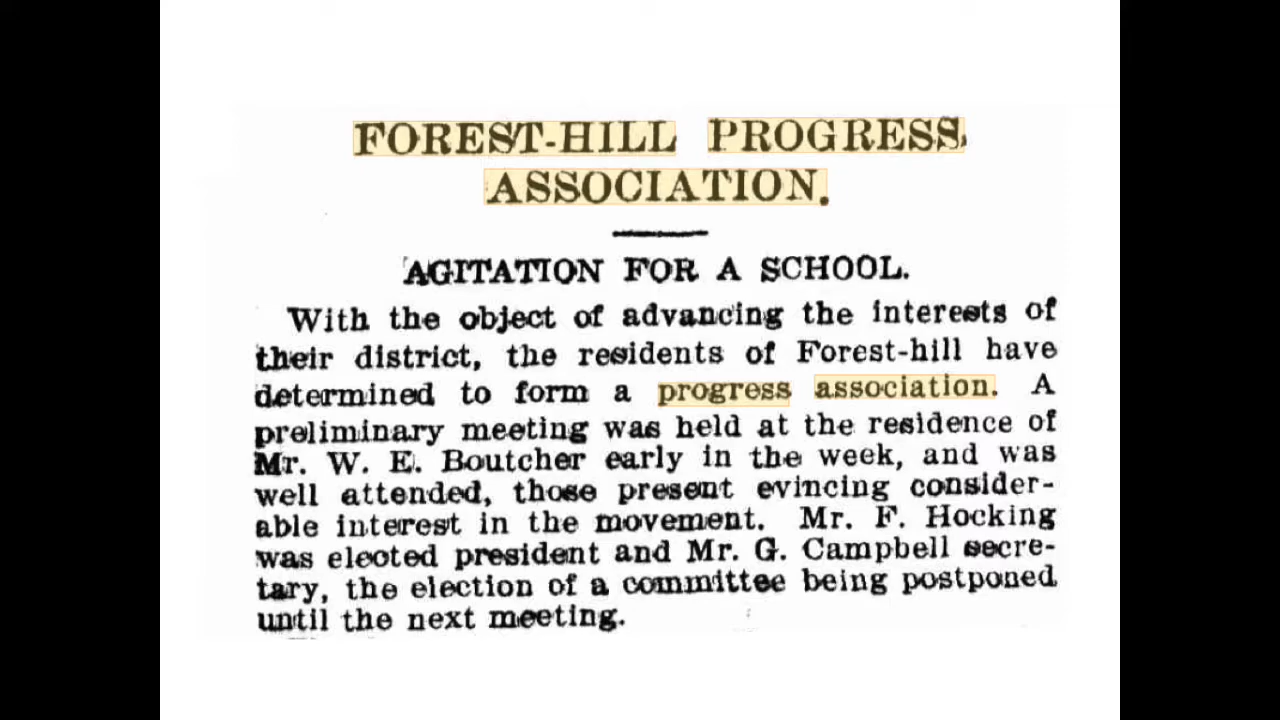 FOREST-HILL PROGRESS
ASSOCIATION.
AGITATION FOR A SCHOOL.
With the object of advancing the interests of
their district, the residents of Forest-hill have
determined to form a progress association. A
preliminary meeting was held at the residence of
Mr. W. E. Boutcher early in the week, and was
well attended, those present evincing consider-
able interest in the movement. Mr. F. Hocking
was elected president and Mr. G. Campbell secre-
tary, the election of a committee being postponed
until the next meeting.